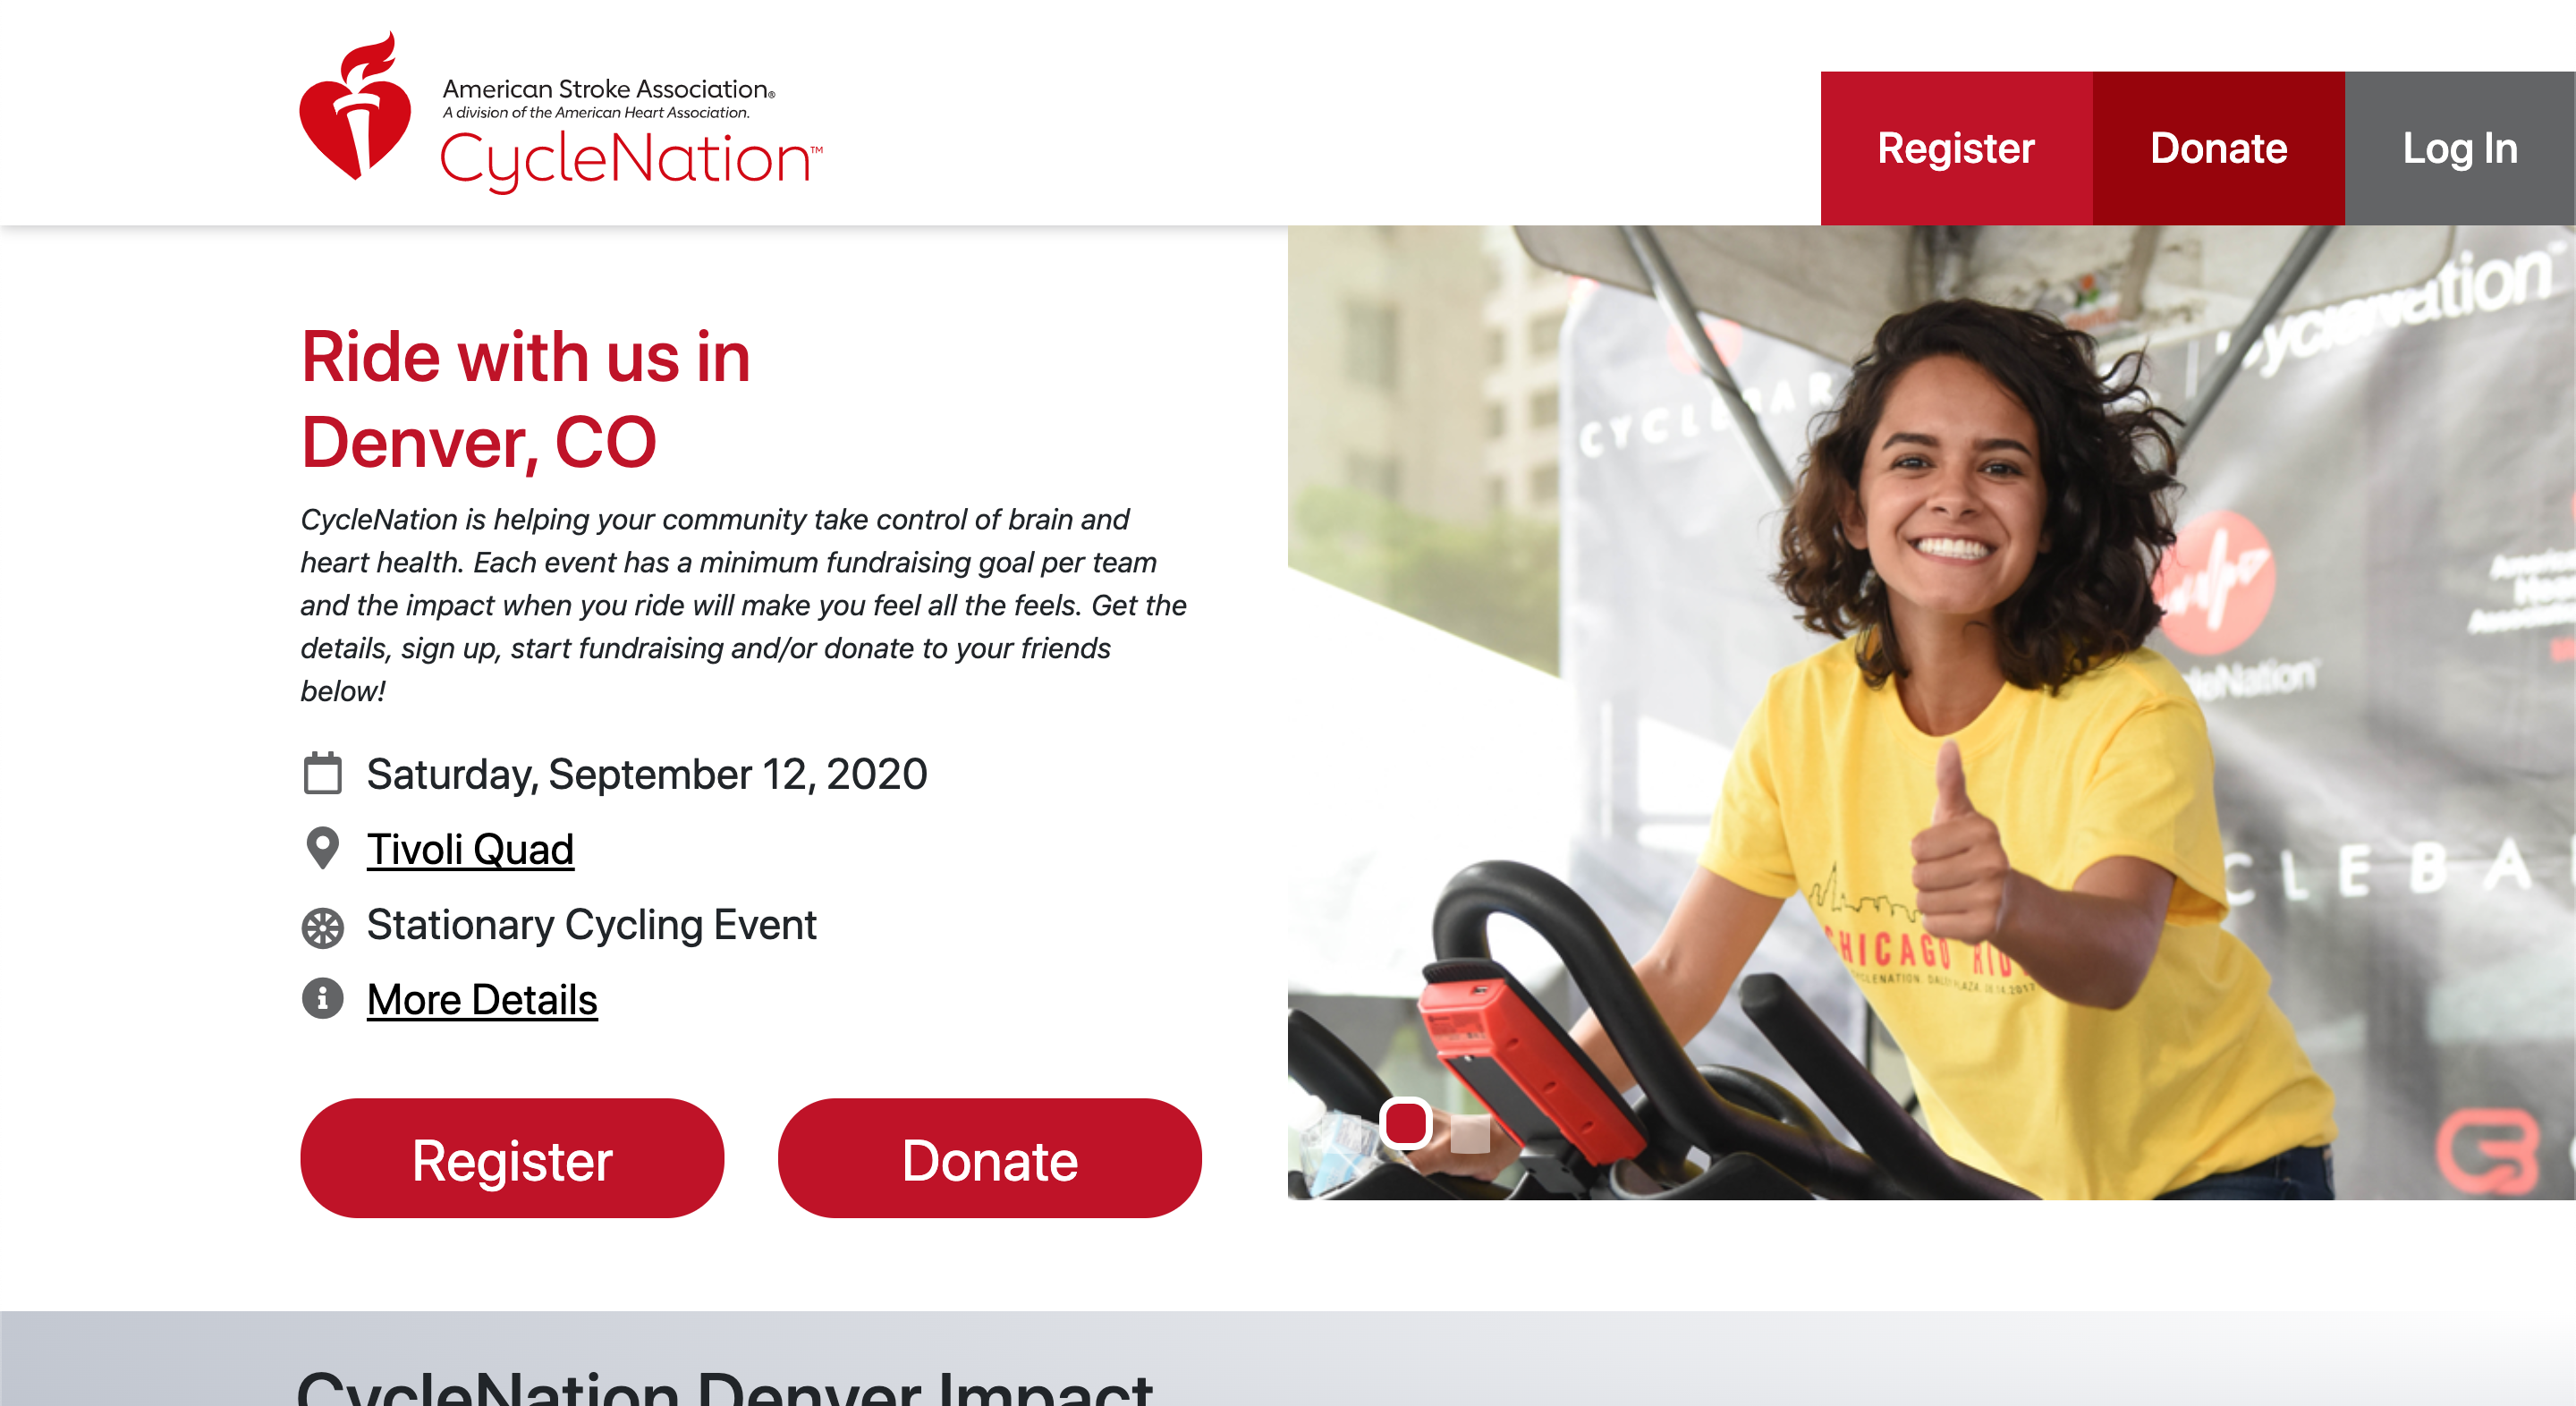 American Stroke Association®
A division of the American Heart Association.
CycleNation™
Register
Donate
Log In
Ride with us in
Denver, CO
CycleNation is helping your community take control of brain and
heart health. Each event has a minimum fundraising goal per team
and the impact when you ride will make you feel all the feels. Get the
details, sign up, start fundraising and/or donate to your friends
below!
Saturday, September 12, 2020
Tivoli Quad
Stationary Cycling Event
More Details
Register
Donate
CYCLEBAR
CHICAGO
CycleNation Denver Impact